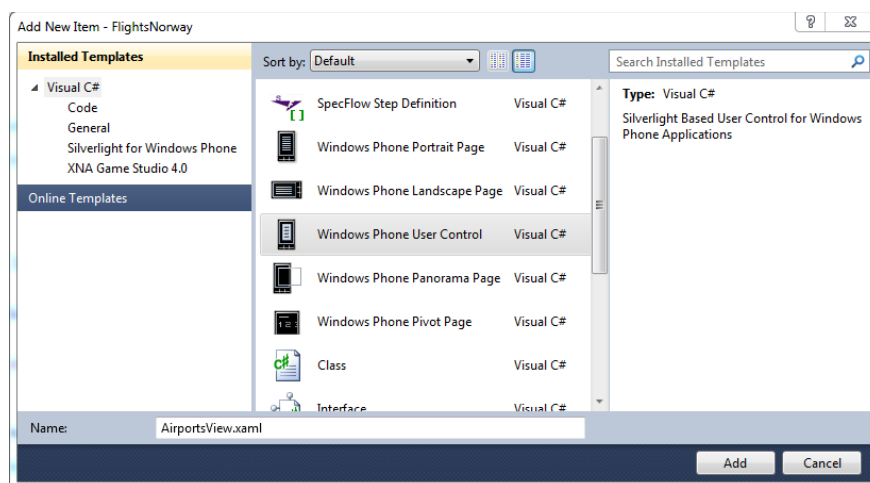 Add New Item - FlightsNorway
Installed Templates
Visual C#
Code
General
Silverlight for Windows Phone
XNA Game Studio 4.0
Online Templates
Sort by: Default
SpecFlow Step Definition Visual C#
Windows Phone Portrait Page Visual C#
Windows Phone Landscape Page Visual C#
Windows Phone User Control Visual C#
Windows Phone Panorama Page Visual C#
Windows Phone Pivot Page Visual C#
Class Visual C#
Interface Visual C#
Search Installed Templates
Type: Visual C#
Silverlight Based User Control for Windows
Phone Applications
Name: AirportsView.xaml
Add Cancel